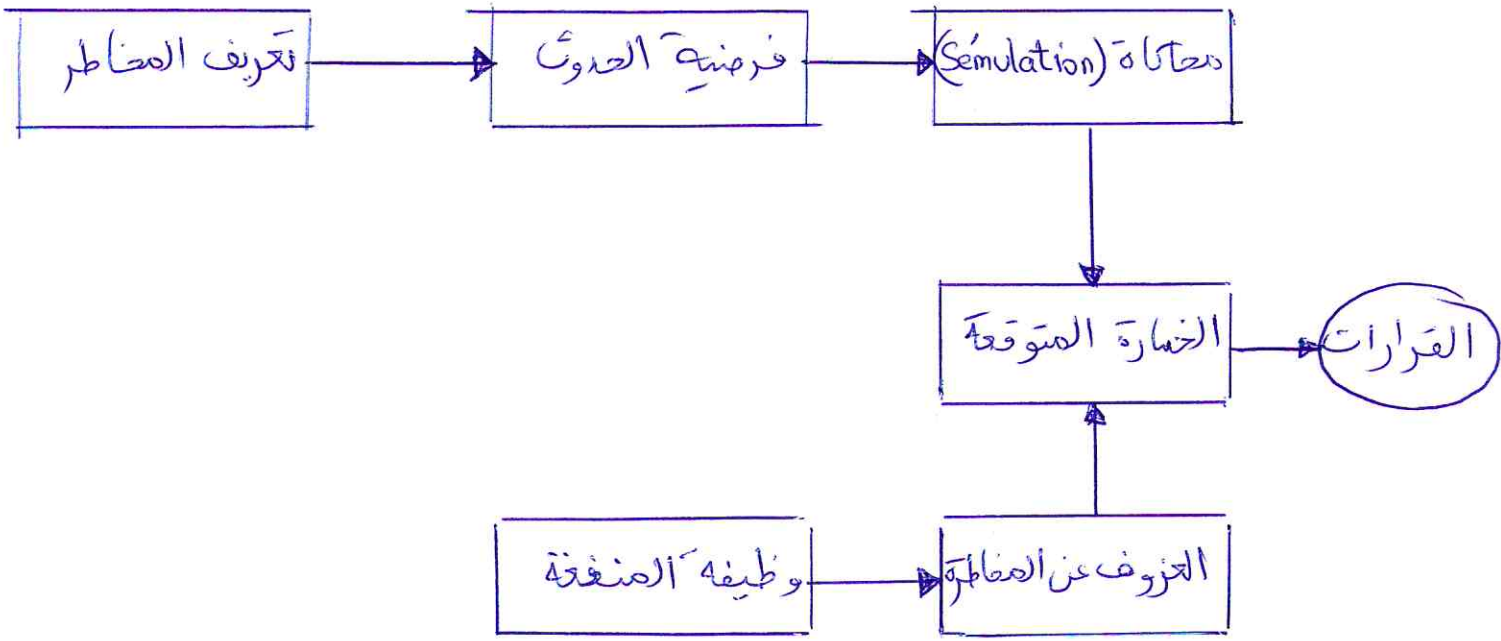 تعريف المخاطر
فرضية الحدوث
محاكاة (Sémulation)
الخسارة المتوقعة
القرارات
وظيفة المنفعة
العزوف عن المخاطرة